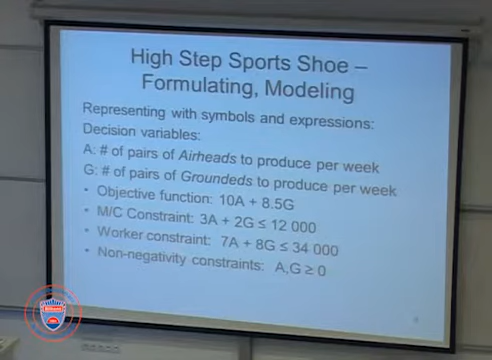 High Step Sports Shoe –
Formulating, Modeling
Representing with symbols and expressions:
Decision variables:
A: # of pairs of Airheads to produce per week
G: # of pairs of Groundeds to produce per week
• Objective function: 10A + 8.5G
• M/C Constraint: 3A + 2G ≤ 12 000
• Worker constraint: 7A + 8G ≤ 34 000
• Non-negativity constraints: A,G ≥ 0